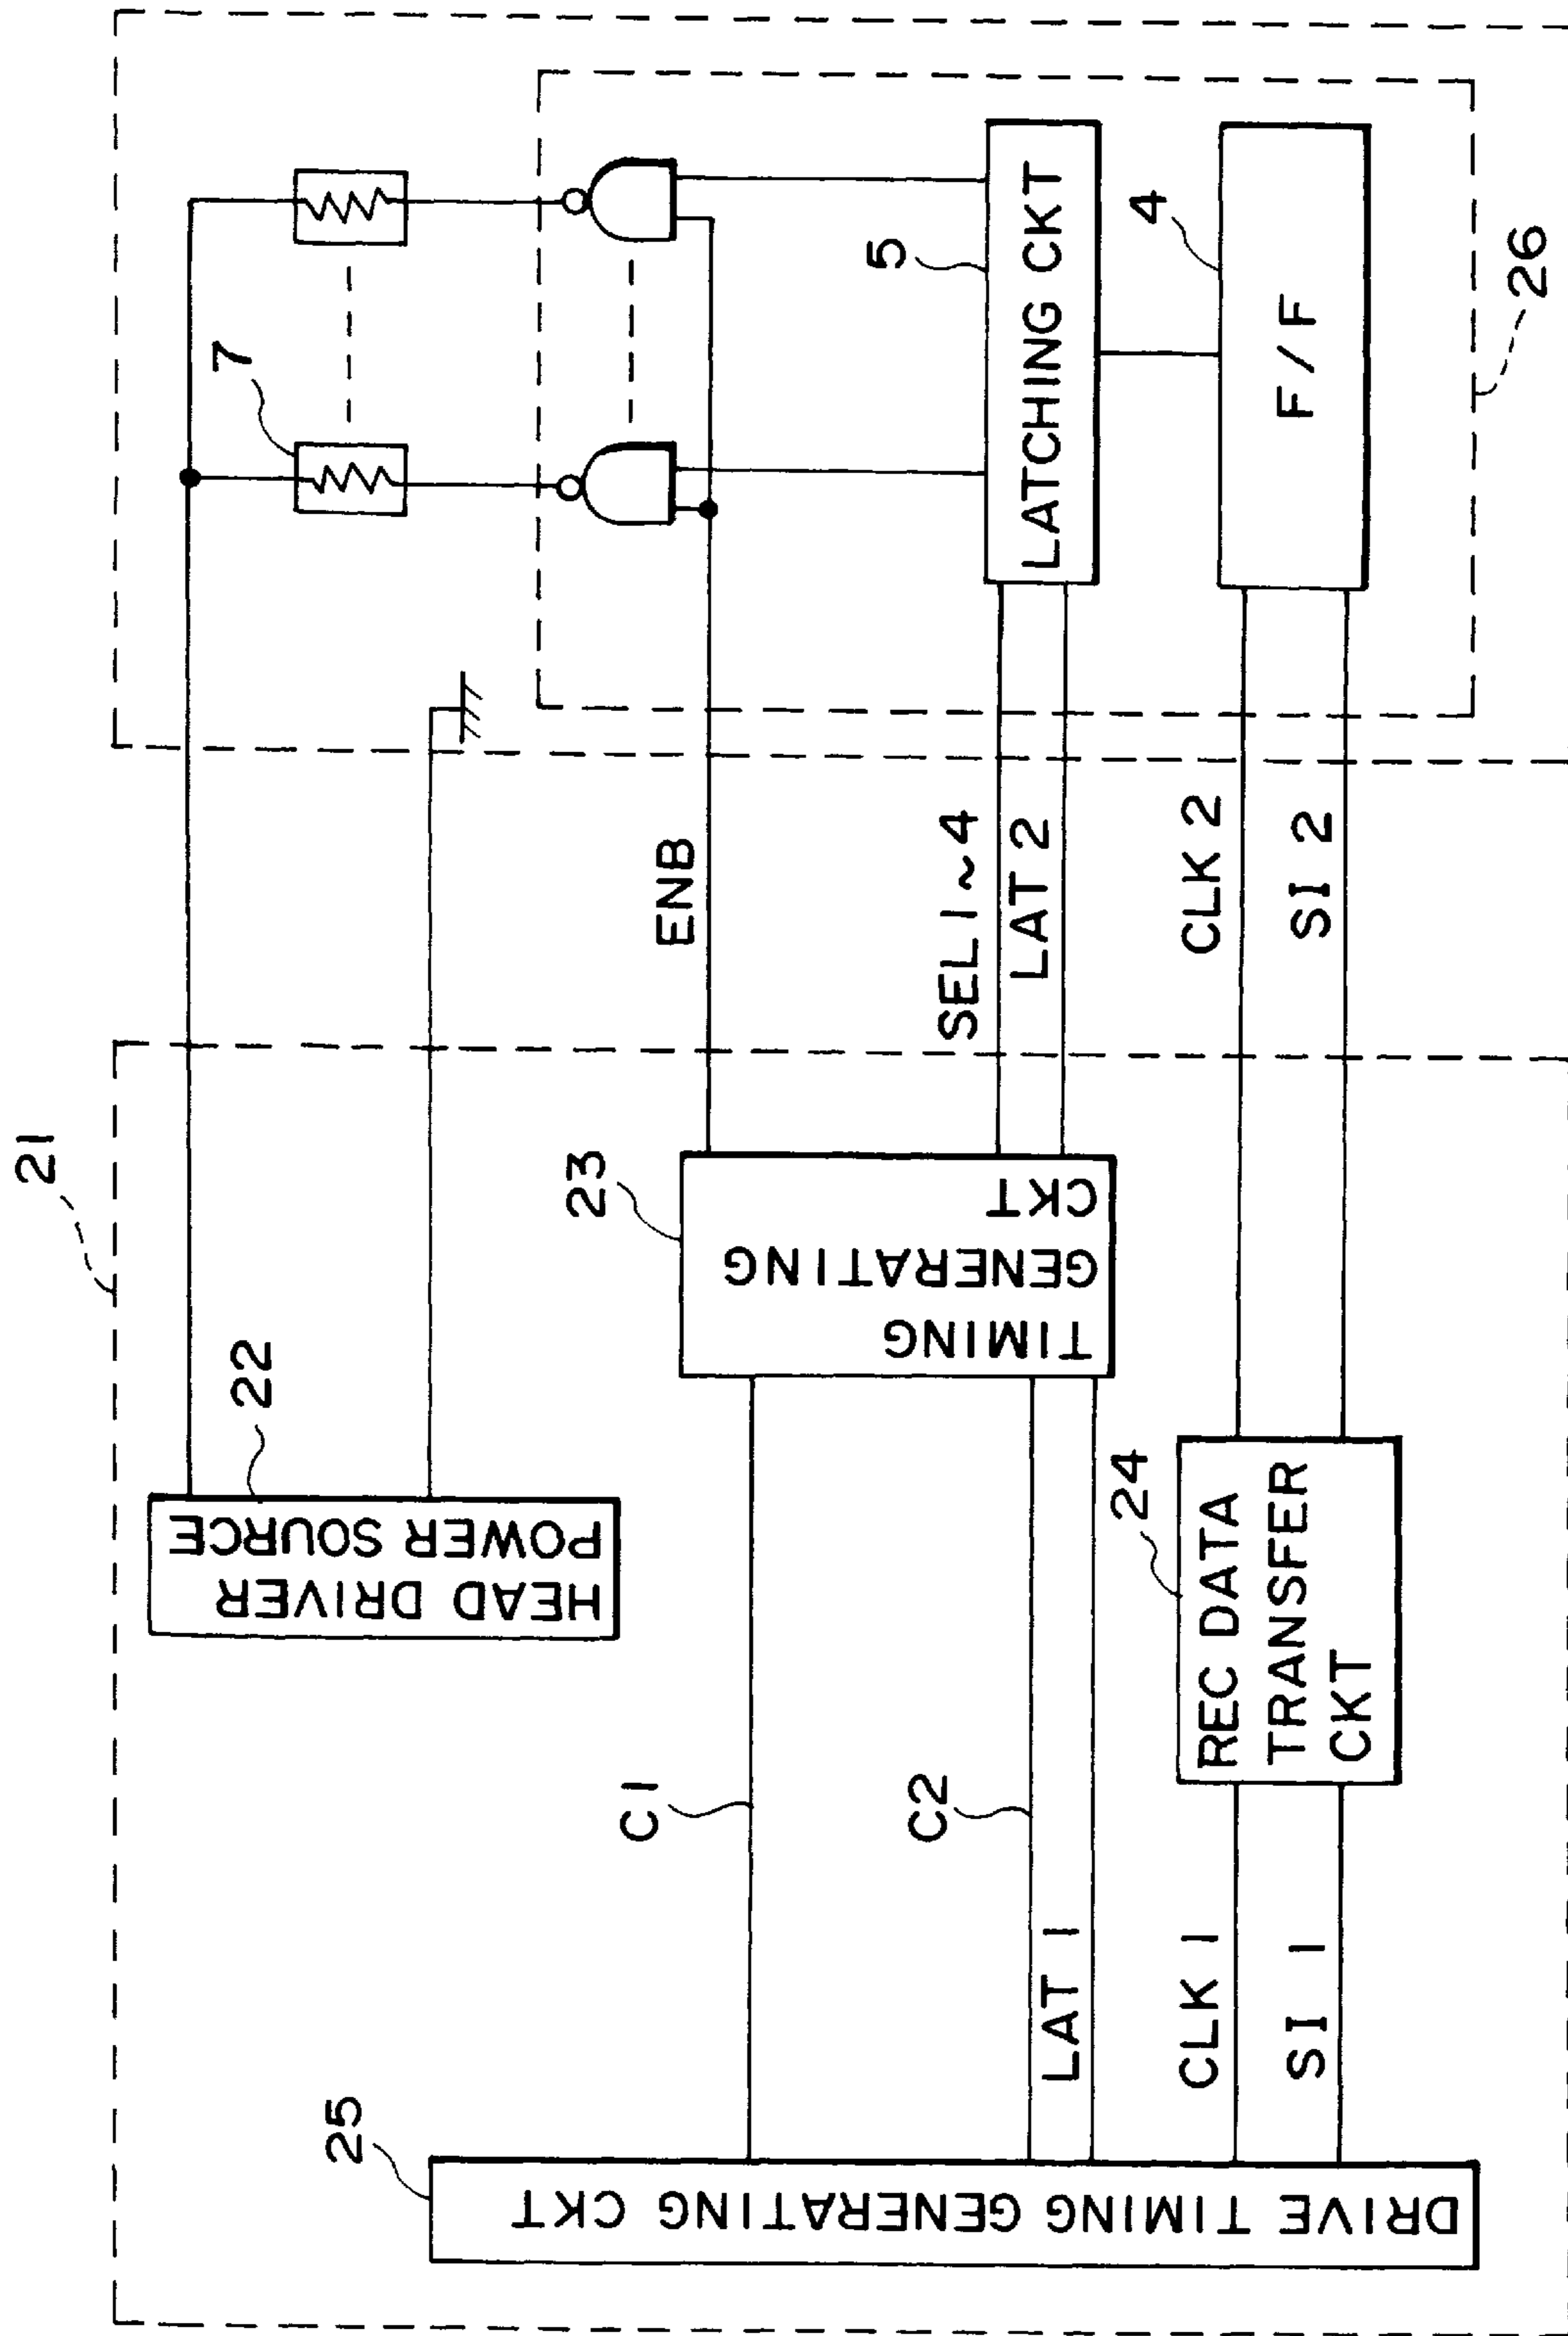 21
22
HEAD DRIVER
POWER SOURCE
7
C1
23
TIMING
GENERATING
CKT
ENB
25
DRIVE TIMING GENERATING CKT
C2
LAT 1
SEL1~4
LAT 2
5
LATCHING CKT
CLK 1
SI 1
24
REC DATA
TRANSFER
CKT
CLK 2
SI 2
4
F/F
26